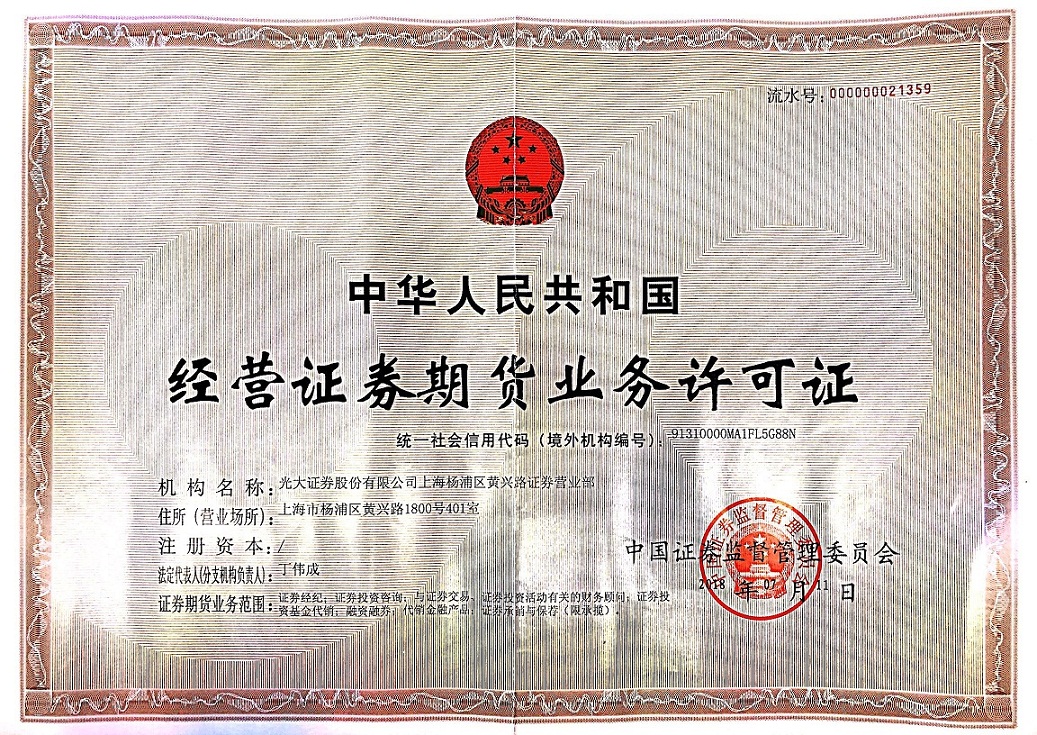 流水号:000000021359
中华人民共和国
经营证券期货业务许可证
统一社会信用代码(境外机构编号):91310000MA1FL5G88N
机构名称:光大证券股份有限公司上海杨浦区黄兴路证券营业部
住所(营业场所):上海市杨浦区黄兴路1800号401室
注册资本:/
法定代表人(分支机构负责人):丁伟成
证券期货业务范围:证券经纪;证券投资咨询;与证券交易、证券投资活动有关的财务顾问;证券投
资基金代销;融资融券;代销金融产品;证券承销与保荐(限承揽)。
中国证券监督管理委员会
2018年07月11日